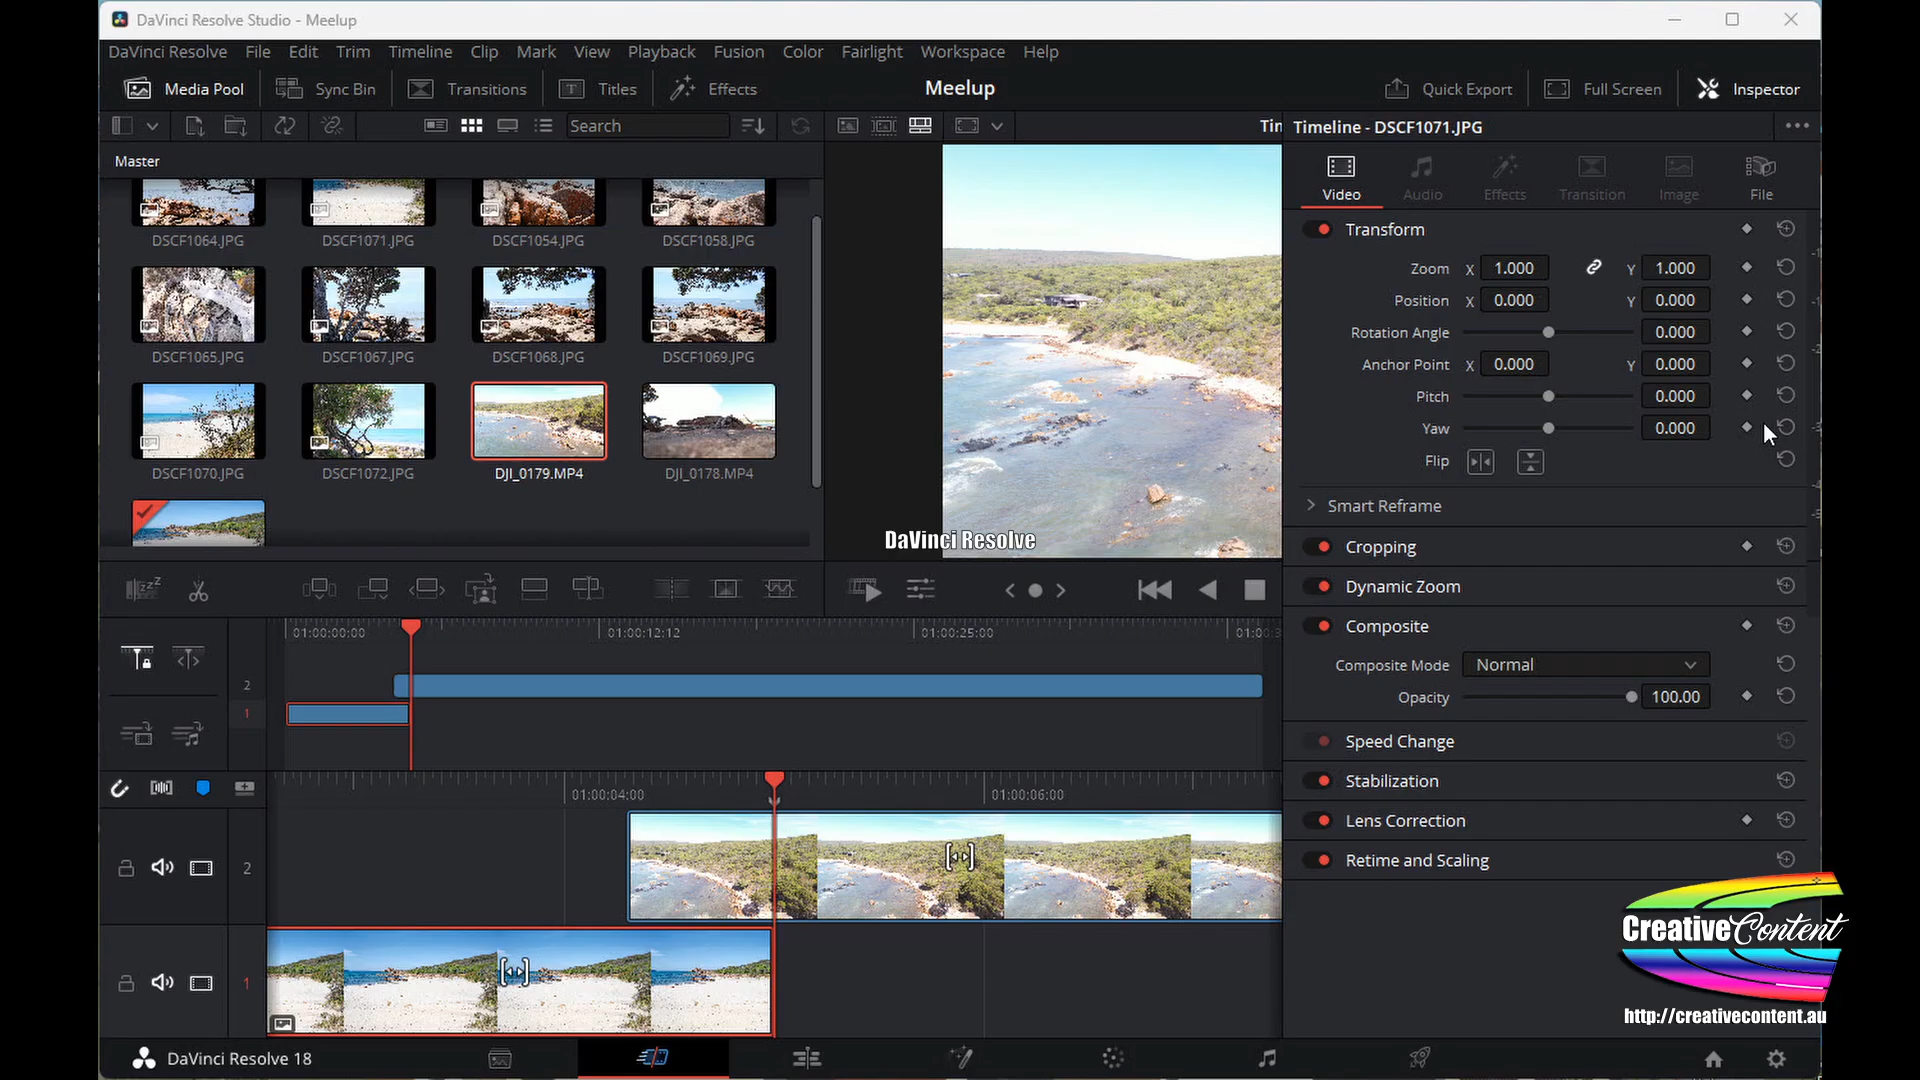 DaVinci Resolve Studio - Meelup
DaVinci Resolve File Edit Trim Timeline Clip Mark View Playback Fusion Color Fairlight Workspace Help
Media Pool Sync Bin Transitions Titles Effects Meelup Quick Export Full Screen Inspector
Search
Tim
Timeline - DSCF1071.JPG
Master
Video Audio Effects Transition Image File
DSCF1064.JPG DSCF1071.JPG DSCF1054.JPG DSCF1058.JPG
DSCF1065.JPG DSCF1067.JPG DSCF1068.JPG DSCF1069.JPG
DSCF1070.JPG DSCF1072.JPG DJI_0179.MP4 DJI_0178.MP4
DaVinci Resolve
Transform
Zoom X 1.000 Y 1.000
Position X 0.000 Y 0.000
Rotation Angle 0.000
Anchor Point X 0.000 Y 0.000
Pitch 0.000
Yaw 0.000
Flip
Smart Reframe
Cropping
Dynamic Zoom
Composite
Composite Mode Normal
Opacity 100.00
Speed Change
Stabilization
Lens Correction
Retime and Scaling
01:00:00:00 01:00:12:12 01:00:25:00
2
1
01:00:04:00 01:00:06:00
2
1
CreativeContent
http://creativecontent.au
DaVinci Resolve 18